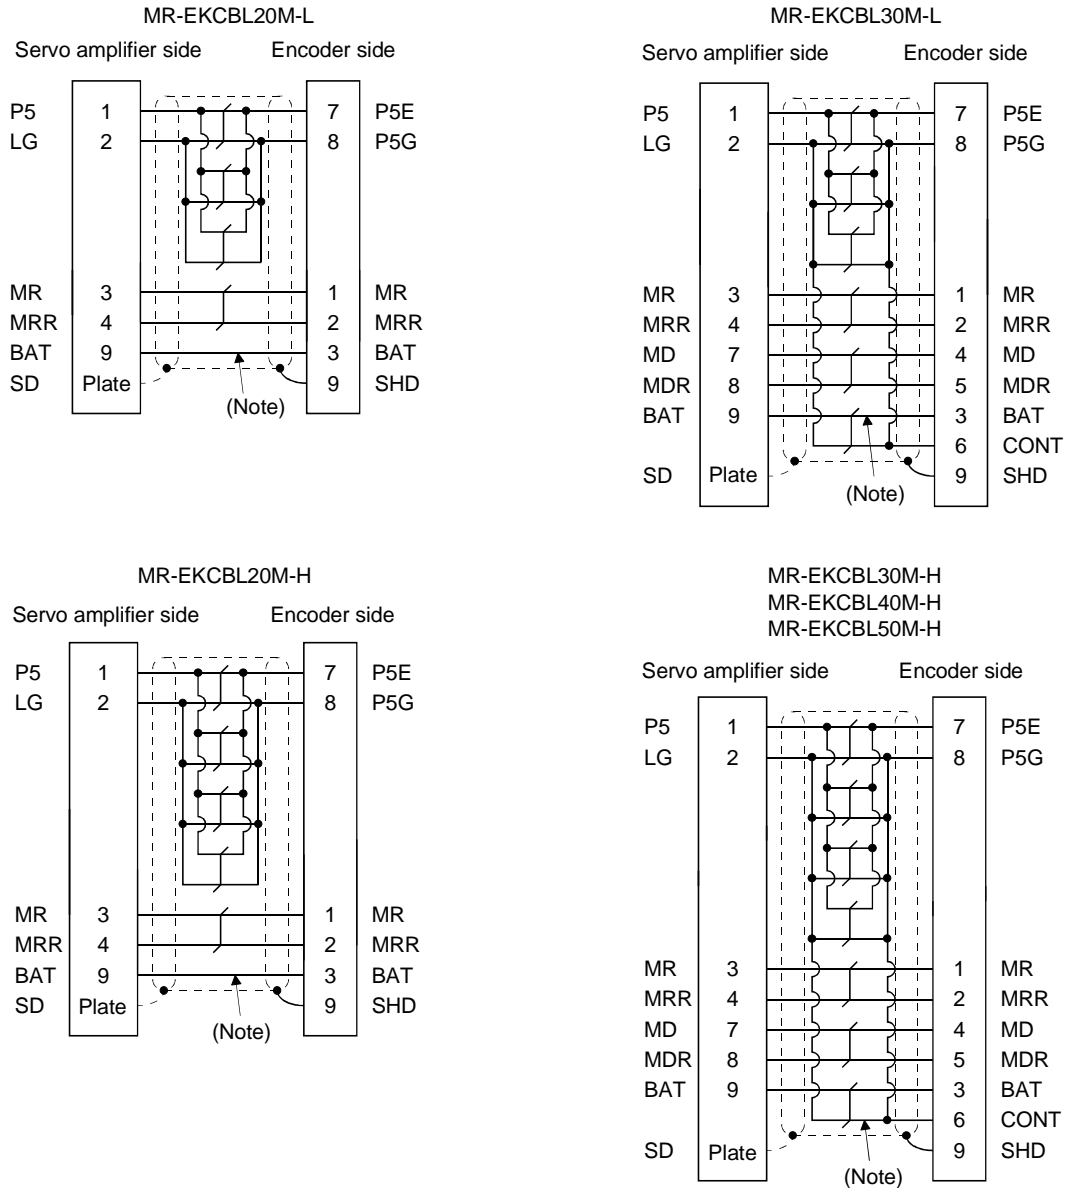 MR-EKCBL20M-L
Servo amplifier side Encoder side
P5 1 7 P5E
LG 2 8 P5G
MR 3 1 MR
MRR 4 2 MRR
BAT 9 3 BAT
SD Plate 9 SHD
(Note)
MR-EKCBL30M-L
Servo amplifier side Encoder side
P5 1 7 P5E
LG 2 8 P5G
MR 3 1 MR
MRR 4 2 MRR
MD 7 4 MD
MDR 8 5 MDR
BAT 9 3 BAT
6 CONT
SD Plate 9 SHD
(Note)
MR-EKCBL20M-H
Servo amplifier side Encoder side
P5 1 7 P5E
LG 2 8 P5G
MR 3 1 MR
MRR 4 2 MRR
BAT 9 3 BAT
SD Plate 9 SHD
(Note)
MR-EKCBL30M-H
MR-EKCBL40M-H
MR-EKCBL50M-H
Servo amplifier side Encoder side
P5 1 7 P5E
LG 2 8 P5G
MR 3 1 MR
MRR 4 2 MRR
MD 7 4 MD
MDR 8 5 MDR
BAT 9 3 BAT
6 CONT
SD Plate 9 SHD
(Note)